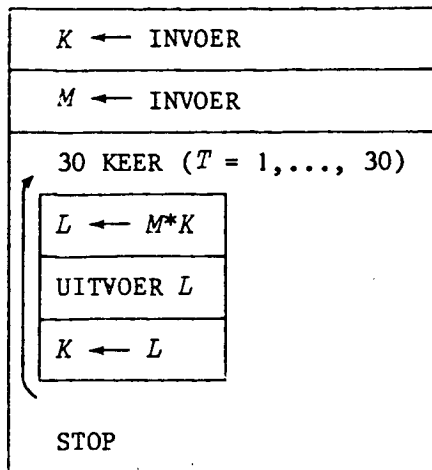 K ← INVOER
M ← INVOER
30 KEER (T = 1,..., 30)
L ← M*K
UITVOER L
K ← L
STOP